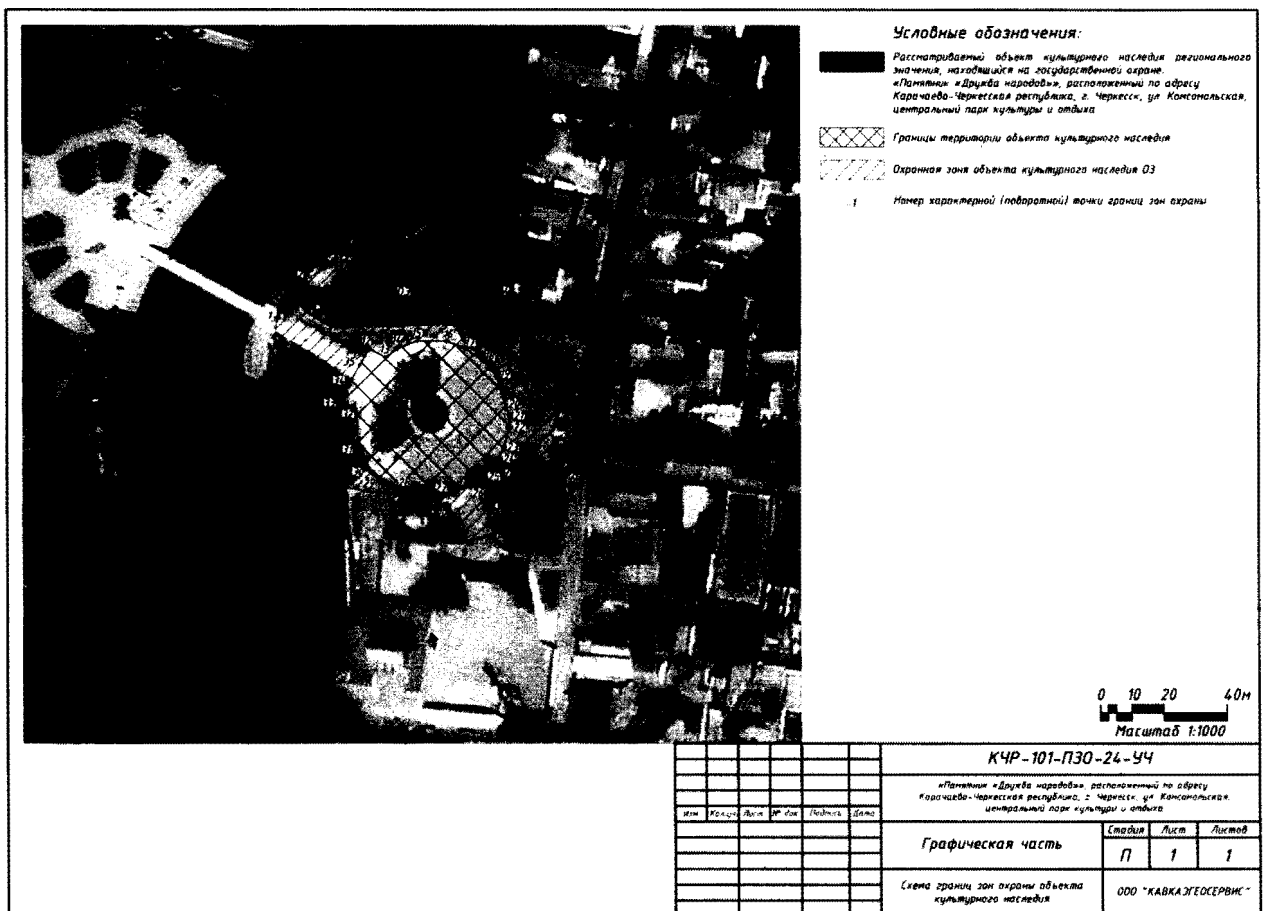 Условные обозначения:
Рассматриваемый объект культурного наследия регионального
значения, находящийся на государственной охране.
«Памятник «Дружба народов»», расположенный по адресу
Карачаево-Черкесская республика, г. Черкесск, ул Комсомольская,
центральный парк культуры и отдыха
Границы территории объекта культурного наследия
Охранная зона объекта культурного наследия ОЗ
1
Номер характерной (поворотной) точки границ зон охраны
0 10 20 40м
Масштаб 1:1000
КЧР-101-ПЗО-24-УЧ
«Памятник «Дружба народов»», расположенный по адресу
Карачаево-Черкесская республика, г. Черкесск, ул Комсомольская,
центральный парк культуры и отдыха
Изм Кол.уч Лист № док Подпись Дата
Графическая часть
Стадия Лист Листов
П 1 1
Схема границ зон охраны объекта
культурного наследия
ООО "КАВКАЗГЕОСЕРВИС"